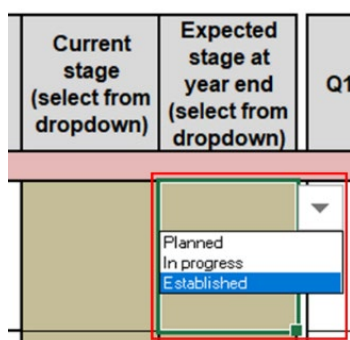 Current
stage
(select from
dropdown)
Expected
stage at
year end
(select from
dropdown)
Q1
Planned
In progress
Established